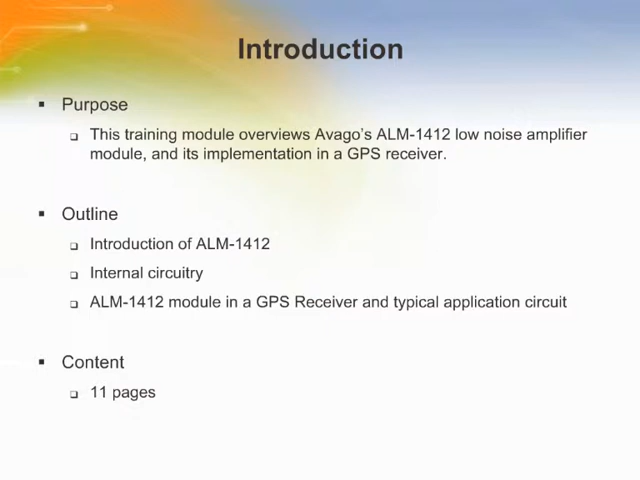 Introduction
▪ Purpose
❑ This training module overviews Avago's ALM-1412 low noise amplifier
module, and its implementation in a GPS receiver.
▪ Outline
❑ Introduction of ALM-1412
❑ Internal circuitry
❑ ALM-1412 module in a GPS Receiver and typical application circuit
▪ Content
❑ 11 pages